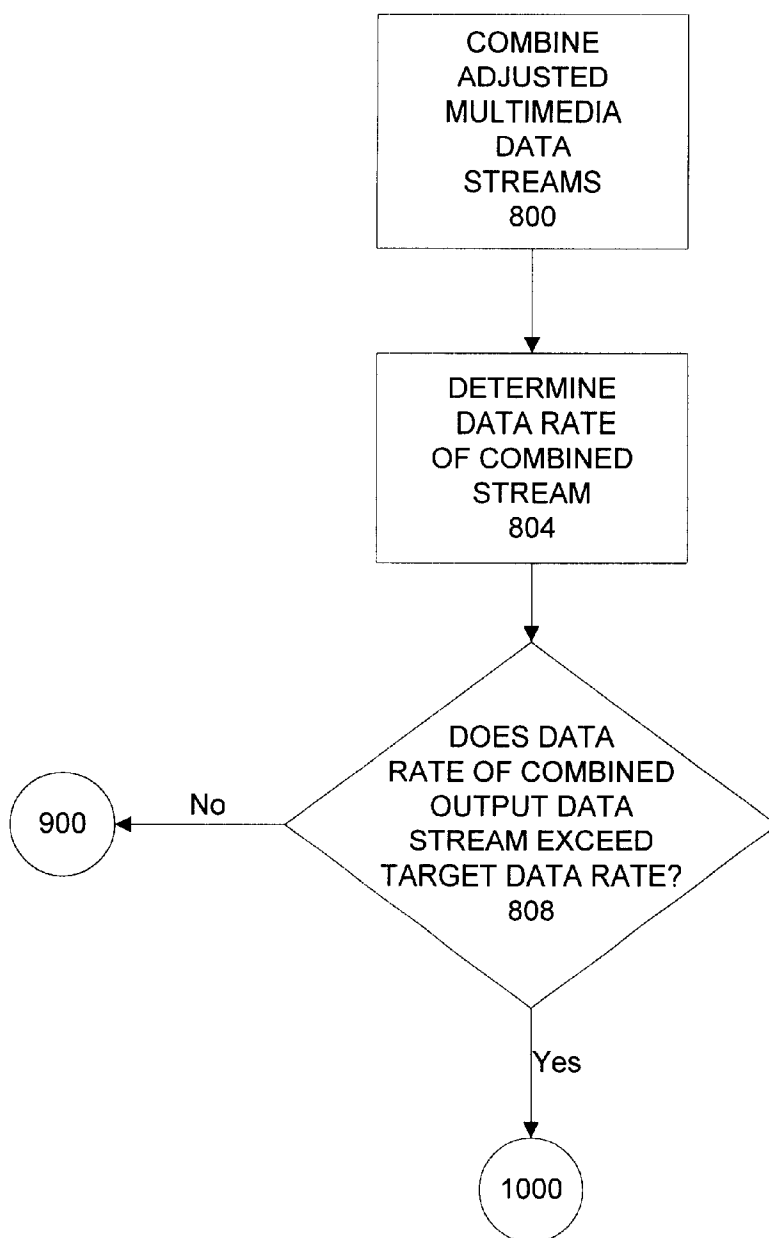 COMBINE
ADJUSTED
MULTIMEDIA
DATA
STREAMS
800
DETERMINE
DATA RATE
OF COMBINED
STREAM
804
DOES DATA
RATE OF COMBINED
OUTPUT DATA
STREAM EXCEED
TARGET DATA RATE?
808
No
900
Yes
1000